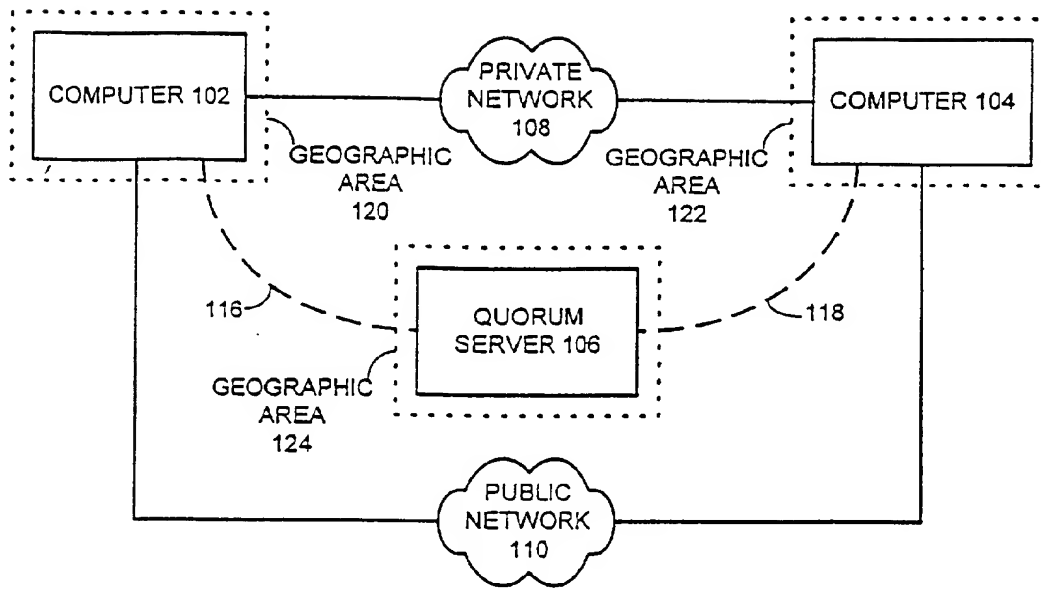 COMPUTER 102
PRIVATE
NETWORK
108
COMPUTER 104
GEOGRAPHIC
AREA
120
GEOGRAPHIC
AREA
122
116
QUORUM
SERVER 106
118
GEOGRAPHIC
AREA
124
PUBLIC
NETWORK
110